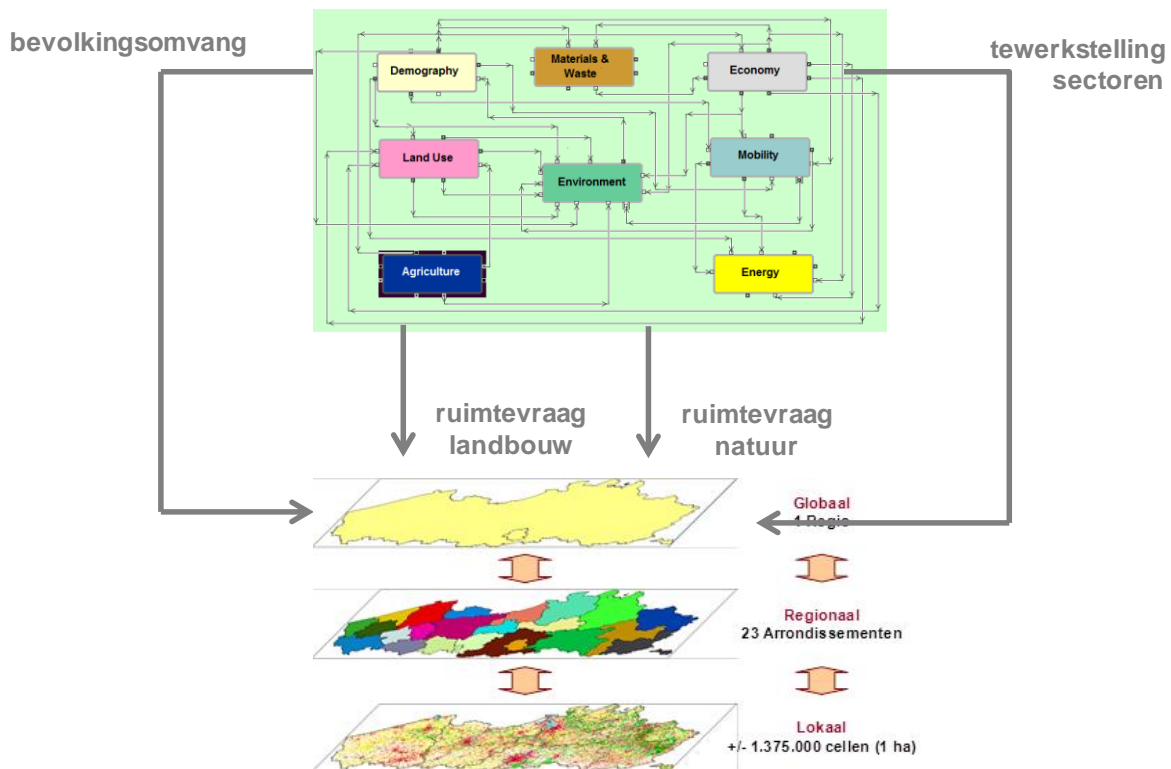 bevolkingsomvang
tewerkstelling
sectoren
Demography
Materials &
Waste
Economy
Land Use
Environment
Mobility
Agriculture
Energy
ruimtevraag
landbouw
ruimtevraag
natuur
Globaal
1 Regio
Regionaal
23 Arrondissementen
Lokaal
+/- 1.375.000 cellen (1 ha)